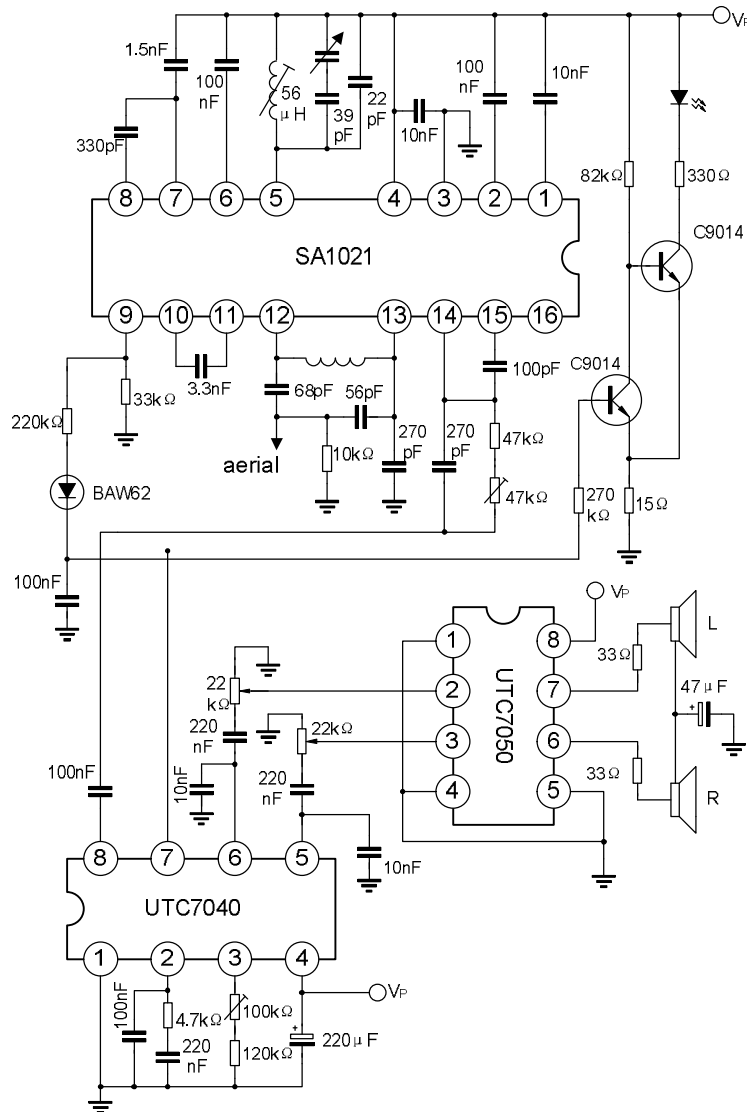 VP
1.5nF
100
nF
56
μH
39
pF
22
pF
10nF
100
nF
10nF
330pF
82kΩ
330Ω
8
7
6
5
4
3
2
1
SA1021
C9014
9
10
11
12
13
14
15
16
3.3nF
33kΩ
220kΩ
68pF
56pF
100pF
C9014
aerial
10kΩ
270
pF
270
pF
47kΩ
47kΩ
BAW62
270
kΩ
15Ω
100nF
VP
1
8
L
33Ω
22
kΩ
2
7
47μF
+
UTC7050
220
nF
22kΩ
3
6
33Ω
100nF
10nF
220
nF
4
5
R
10nF
8
7
6
5
UTC7040
1
2
3
4
VP
100nF
4.7kΩ
100kΩ
+
220
nF
120kΩ
220μF